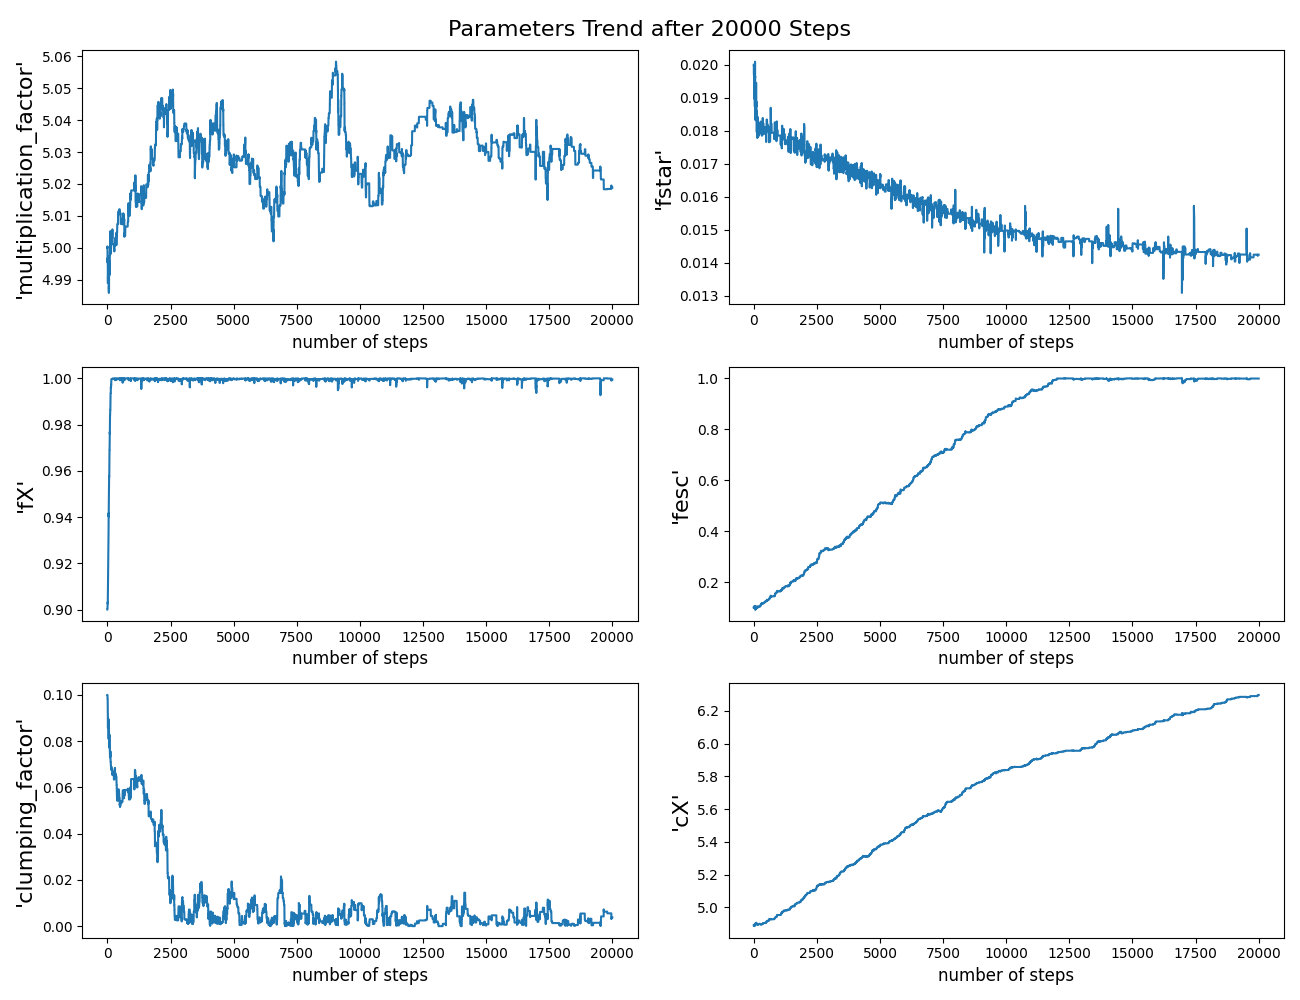 Parameters Trend after 20000 Steps
'multiplication_factor'
5.06
5.05
5.04
5.03
5.02
5.01
5.00
4.99
0 2500 5000 7500 10000 12500 15000 17500 20000
number of steps
'fstar'
0.020
0.019
0.018
0.017
0.016
0.015
0.014
0.013
0 2500 5000 7500 10000 12500 15000 17500 20000
number of steps
'fX'
1.00
0.98
0.96
0.94
0.92
0.90
0 2500 5000 7500 10000 12500 15000 17500 20000
number of steps
'fesc'
1.0
0.8
0.6
0.4
0.2
0 2500 5000 7500 10000 12500 15000 17500 20000
number of steps
'clumping_factor'
0.10
0.08
0.06
0.04
0.02
0.00
0 2500 5000 7500 10000 12500 15000 17500 20000
number of steps
'cX'
6.2
6.0
5.8
5.6
5.4
5.2
5.0
0 2500 5000 7500 10000 12500 15000 17500 20000
number of steps